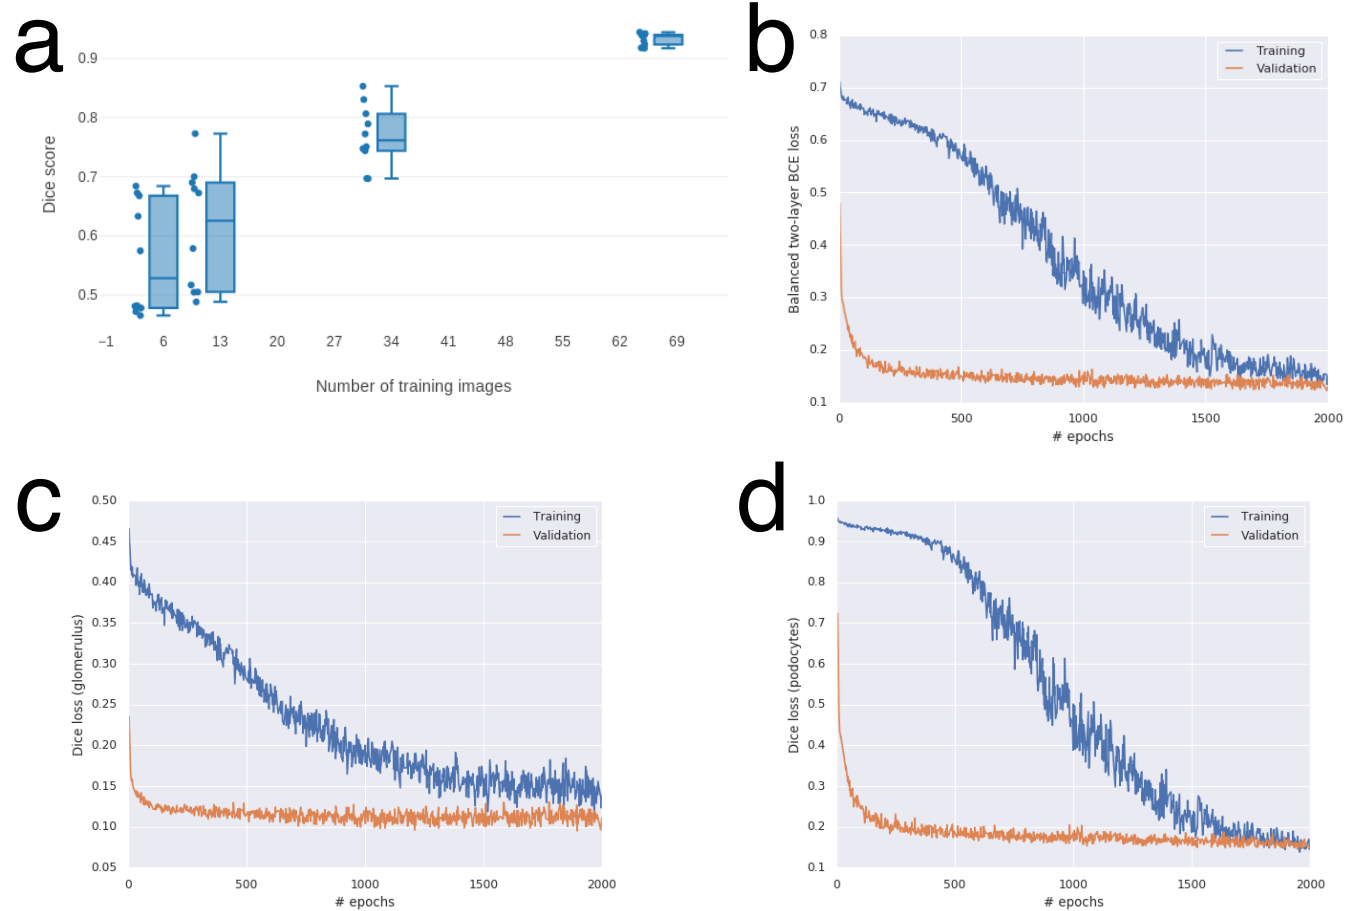 a
0.9
0.8
0.7
0.6
0.5
Dice score
−1 6 13 20 27 34 41 48 55 62 69
Number of training images
b
0.8
0.7
0.6
0.5
0.4
0.3
0.2
0.1
Balanced two-layer BCE loss
Training
Validation
0 500 1000 1500 2000
# epochs
c
0.50
0.45
0.40
0.35
0.30
0.25
0.20
0.15
0.10
0.05
Dice loss (glomerulus)
Training
Validation
0 500 1000 1500 2000
# epochs
d
1.0
0.9
0.8
0.7
0.6
0.5
0.4
0.3
0.2
0.1
Dice loss (podocytes)
Training
Validation
0 500 1000 1500 2000
# epochs